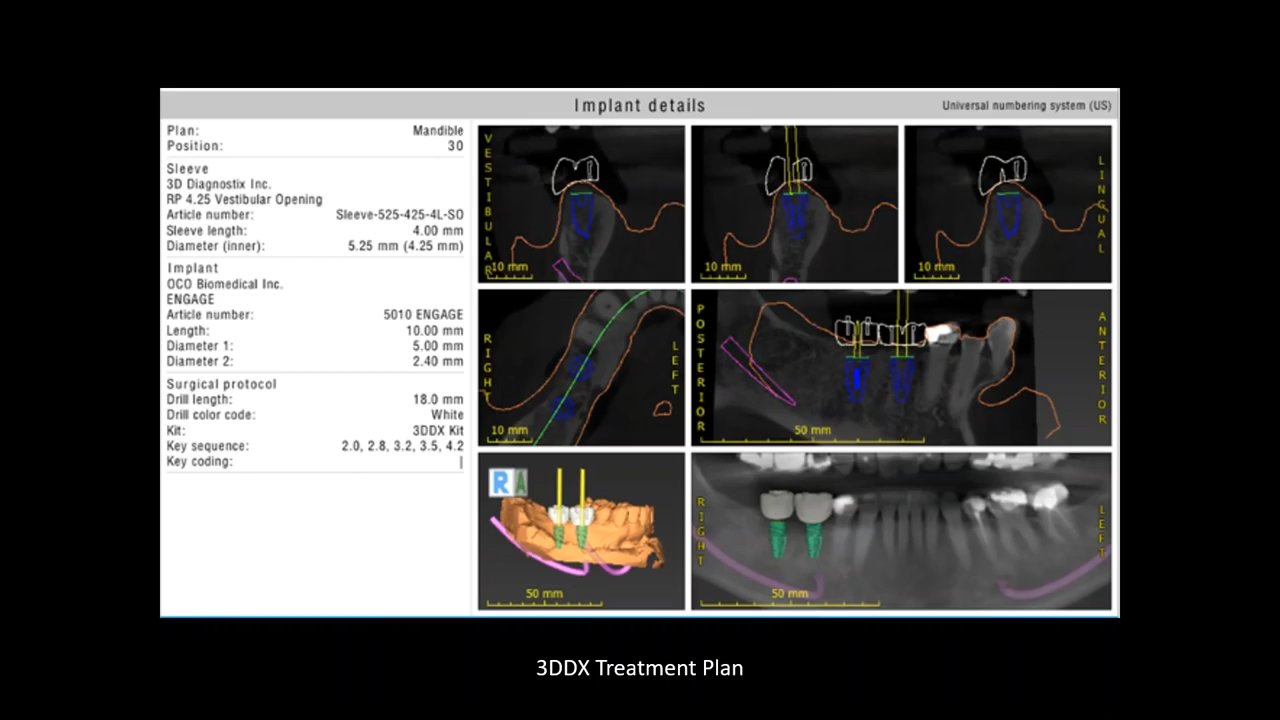 Implant details
Universal numbering system (US)
Plan: Mandible
Position: 30
Sleeve
3D Diagnostix Inc.
RP 4.25 Vestibular Opening
Article number: Sleeve-525-425-4L-SO
Sleeve length: 4.00 mm
Diameter (inner): 5.25 mm (4.25 mm)
Implant
OCO Biomedical Inc.
ENGAGE
Article number: 5010 ENGAGE
Length: 10.00 mm
Diameter 1: 5.00 mm
Diameter 2: 2.40 mm
Surgical protocol
Drill length: 18.0 mm
Drill color code: White
Kit: 3DDX Kit
Key sequence: 2.0, 2.8, 3.2, 3.5, 4.2
Key coding: |
VESTIBULAR
10 mm
10 mm
LINGUAL
10 mm
RIGHT
LEFT
10 mm
POSTERIOR
ANTERIOR
50 mm
R A
50 mm
RIGHT
LEFT
50 mm
3DDX Treatment Plan